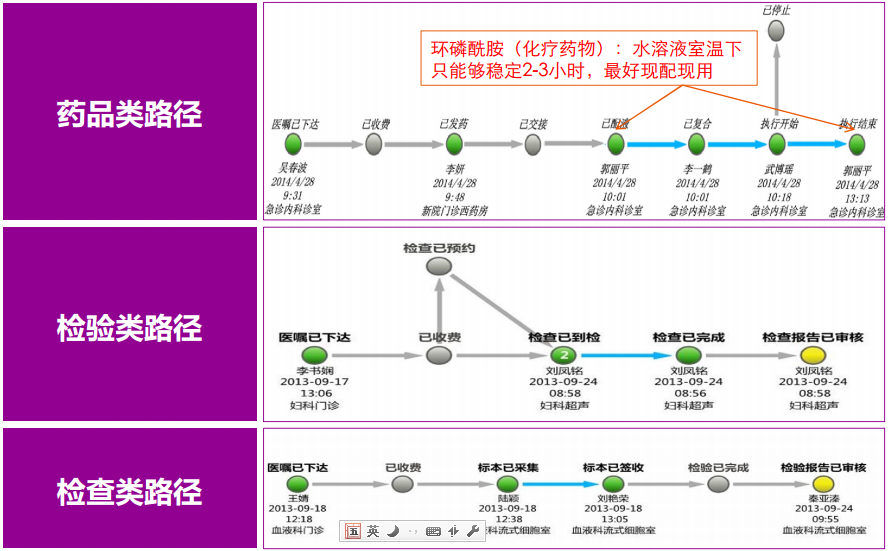 药品类路径
已停止
环磷酰胺（化疗药物）：水溶液室温下
只能够稳定2-3小时，最好现配现用
医嘱已下达
已收费
已发药
已交接
已配液
已复合
执行开始
执行结束
吴春波
2014/4/28
9:31
急诊内科诊室
李妍
2014/4/28
9:48
新院门诊西药房
郭丽平
2014/4/28
10:01
急诊内科诊室
李一鹤
2014/4/28
10:01
急诊内科诊室
武博瑶
2014/4/28
10:18
急诊内科诊室
郭丽平
2014/4/28
13:13
急诊内科诊室
检验类路径
检查已预约
医嘱已下达
已收费
检查已到检
检查已完成
检查报告已审核
2
李书娴
2013-09-17
13:06
妇科门诊
刘凤铭
2013-09-24
08:58
妇科超声
刘凤铭
2013-09-24
08:56
妇科超声
刘凤铭
2013-09-24
08:58
妇科超声
检查类路径
医嘱已下达
已收费
标本已采集
标本已签收
检验已完成
检验报告已审核
王婧
2013-09-18
12:18
血液科门诊
陆颖
2013-09-18
12:38
液科流式细胞室
刘艳荣
2013-09-18
13:05
血液科流式细胞室
秦亚溱
2013-09-24
09:55
血液科流式细胞室
五 英